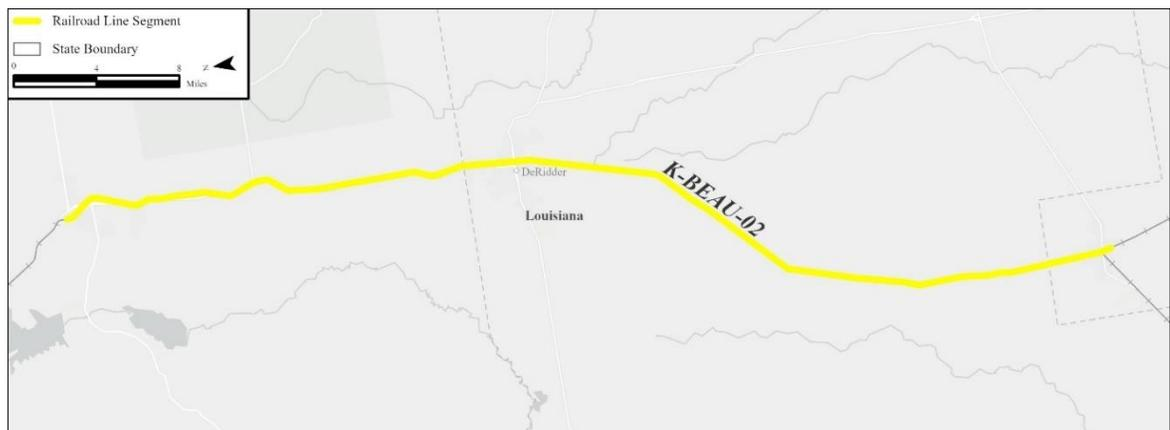 Railroad Line Segment
State Boundary
0 4 8
Miles
Z
DeRidder
Louisiana
K-BEAU-02